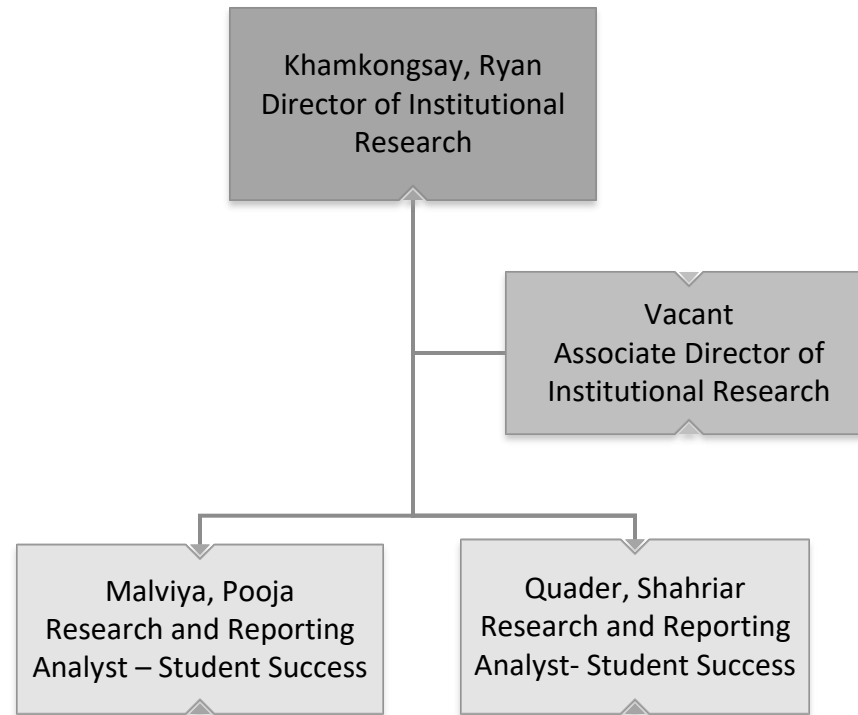 Khamkongsay, Ryan
Director of Institutional
Research
Vacant
Associate Director of
Institutional Research
Malviya, Pooja
Research and Reporting
Analyst – Student Success
Quader, Shahriar
Research and Reporting
Analyst- Student Success